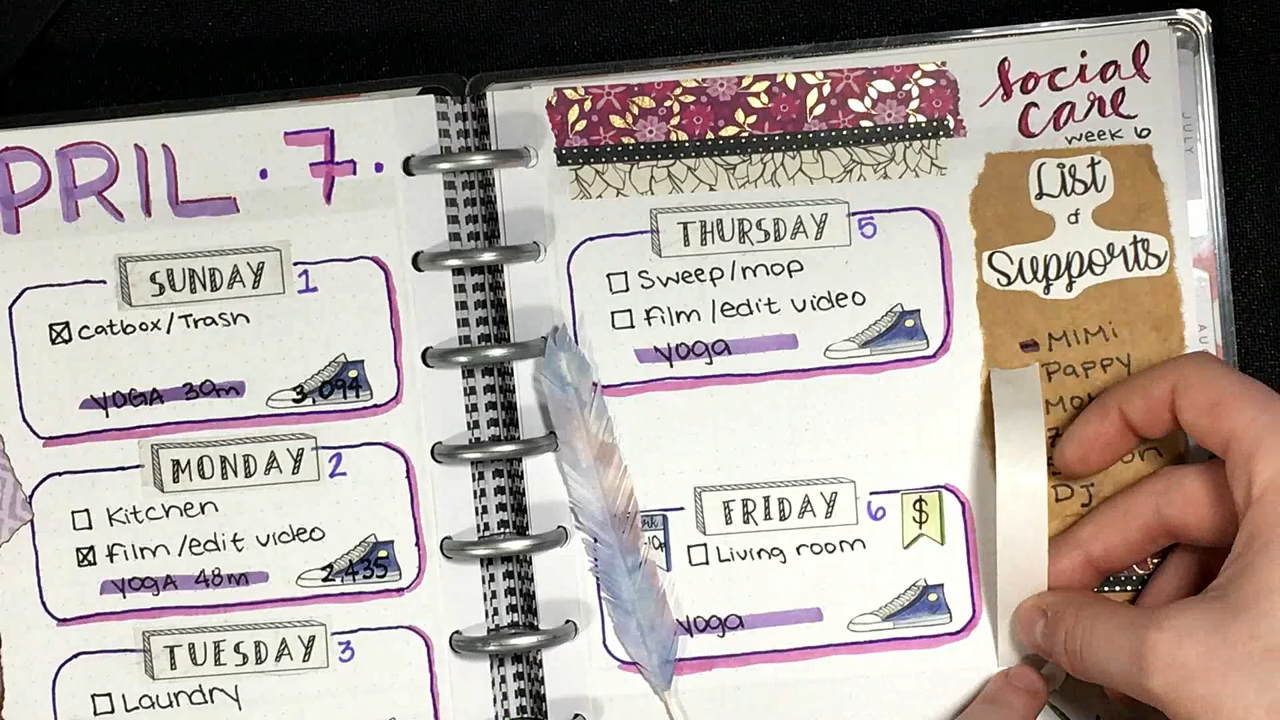 PRIL · 7 ·
SUNDAY 1
catbox/Trash
YOGA 30m
3,094
MONDAY 2
Kitchen
film/edit video
YOGA 48m
2,435
TUESDAY 3
Laundry
THURSDAY 5
Sweep/mop
film/edit video
yoga
FRIDAY 6
$
Living room
yoga
Social
Care
week 6
List
of
Supports
MiMi
Pappy
DJ
JULY